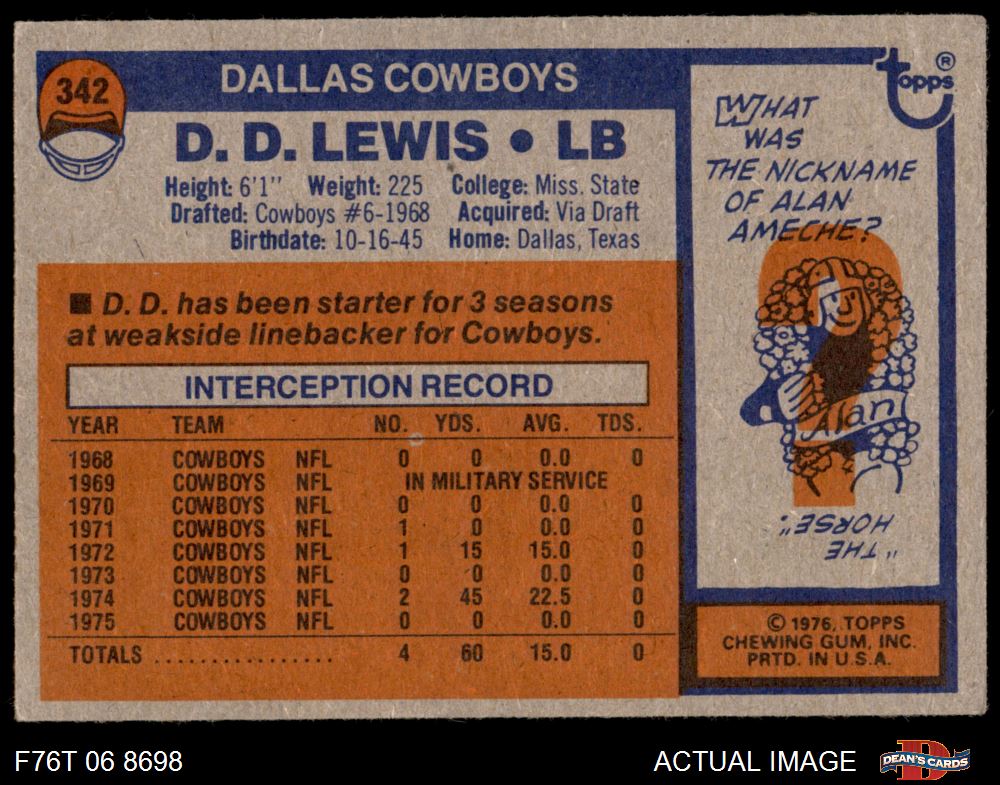 342
DALLAS COWBOYS
D. D. LEWIS • LB
Height: 6'1" Weight: 225 College: Miss. State
Drafted: Cowboys #6-1968 Acquired: Via Draft
Birthdate: 10-16-45 Home: Dallas, Texas
■ D. D. has been starter for 3 seasons
at weakside linebacker for Cowboys.
INTERCEPTION RECORD
YEAR TEAM NO. YDS. AVG. TDS.
1968 COWBOYS NFL 0 0 0.0 0
1969 COWBOYS NFL IN MILITARY SERVICE
1970 COWBOYS NFL 0 0 0.0 0
1971 COWBOYS NFL 1 0 0.0 0
1972 COWBOYS NFL 1 15 15.0 0
1973 COWBOYS NFL 0 0 0.0 0
1974 COWBOYS NFL 2 45 22.5 0
1975 COWBOYS NFL 0 0 0.0 0
TOTALS ................ 4 60 15.0 0
topps ®
WHAT
WAS
THE NICKNAME
OF ALAN
AMECHE?
Alan
"THE
HORSE".
© 1976, TOPPS
CHEWING GUM, INC.
PRTD. IN U.S.A.
F76T 06 8698
ACTUAL IMAGE
D
DEAN'S CARDS